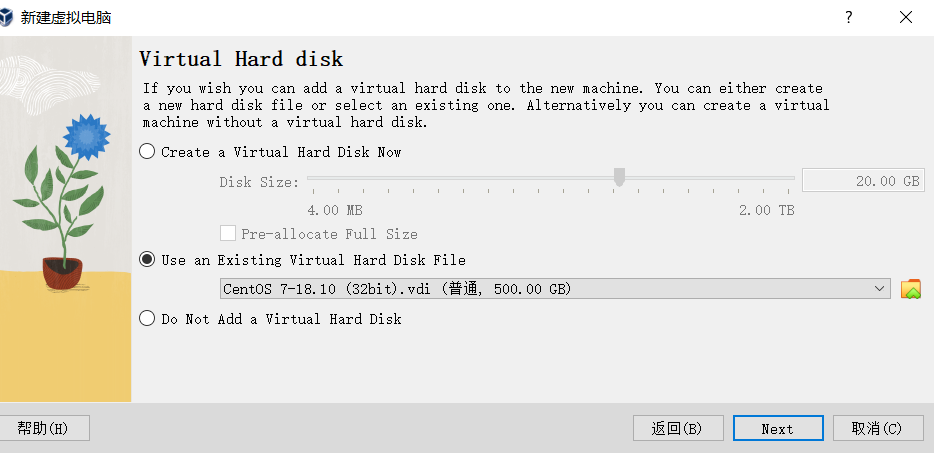 新建虚拟电脑
Virtual Hard disk
If you wish you can add a virtual hard disk to the new machine. You can either create
a new hard disk file or select an existing one. Alternatively you can create a virtual
machine without a virtual hard disk.
Create a Virtual Hard Disk Now
Disk Size:
20.00 GB
4.00 MB
2.00 TB
Pre-allocate Full Size
Use an Existing Virtual Hard Disk File
CentOS 7-18.10 (32bit).vdi (普通, 500.00 GB)
Do Not Add a Virtual Hard Disk
帮助(H)
返回(B)
Next
取消(C)